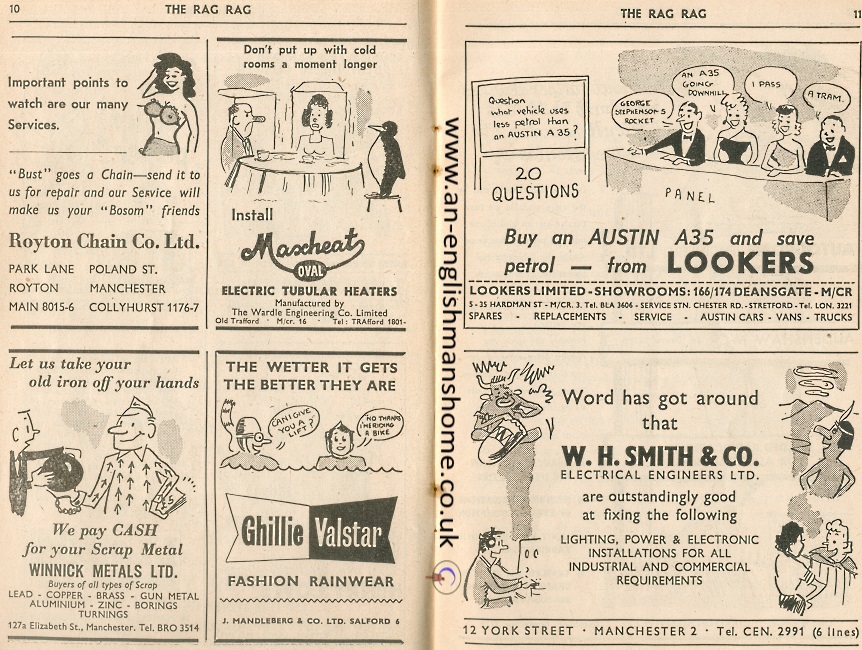 10
THE RAG RAG
Important points to
watch are our many
Services.
"Bust" goes a Chain—send it to
us for repair and our Service will
make us your "Bosom" friends
Royton Chain Co. Ltd.
PARK LANE POLAND ST.
ROYTON MANCHESTER
MAIN 8015-6 COLLYHURST 1176-7
Don't put up with cold
rooms a moment longer
Install
Maxheat
OVAL
ELECTRIC TUBULAR HEATERS
Manufactured by
The Wardle Engineering Co. Limited
Old Trafford · M/cr. 16 · Tel: TRAfford 1801-
Let us take your
old iron off your hands
£5
We pay CASH
for your Scrap Metal
WINNICK METALS LTD.
Buyers of all types of Scrap
LEAD - COPPER - BRASS - GUN METAL
ALUMINIUM - ZINC - BORINGS
TURNINGS
127a Elizabeth St., Manchester. Tel. BRO 3514
THE WETTER IT GETS
THE BETTER THEY ARE
CAN I GIVE
YOU A
LIFT?
NO THANKS
I'M RIDING
A BIKE
Ghillie Valstar
FASHION RAINWEAR
J. MANDLEBERG & CO. LTD. SALFORD 6
www.an-englishmanshome.co.uk
THE RAG RAG
11
Question
what vehicle uses
less petrol than
an AUSTIN A 35?
20
QUESTIONS
GEORGE
STEPHENSON'S
ROCKET
AN A35
GOING
DOWNHILL
I PASS
A TRAM.
PANEL
Buy an AUSTIN A35 and save
petrol — from LOOKERS
LOOKERS LIMITED - SHOWROOMS: 166/174 DEANSGATE - M/CR
5 - 35 HARDMAN ST - M/CR. 3. Tel. BLA 3606 - SERVICE STN. CHESTER RD. - STRETFORD - Tel. LON. 3221
SPARES - REPLACEMENTS - SERVICE - AUSTIN CARS - VANS - TRUCKS
Word has got around
that
W. H. SMITH & CO.
ELECTRICAL ENGINEERS LTD.
are outstandingly good
at fixing the following
LIGHTING, POWER & ELECTRONIC
INSTALLATIONS FOR ALL
INDUSTRIAL AND COMMERCIAL
REQUIREMENTS
12 YORK STREET · MANCHESTER 2 · Tel. CEN. 2991 (6 lines)